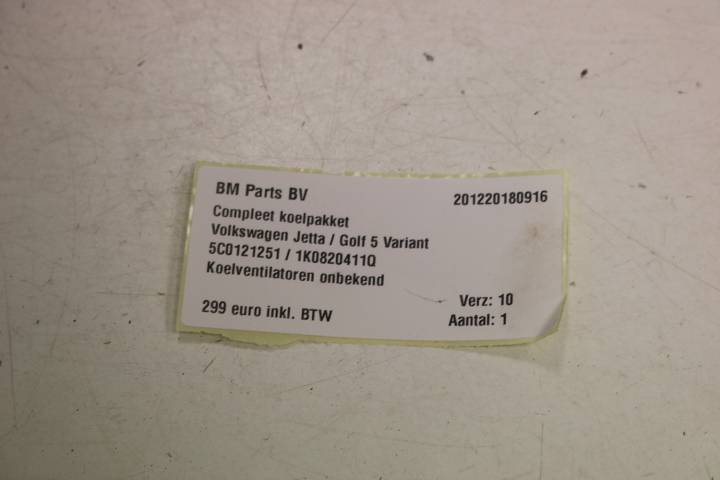 BM Parts BV 201220180916
Compleet koelpakket
Volkswagen Jetta / Golf 5 Variant
5C0121251 / 1K0820411Q
Koelventilatoren onbekend
Verz: 10
299 euro inkl. BTW Aantal: 1